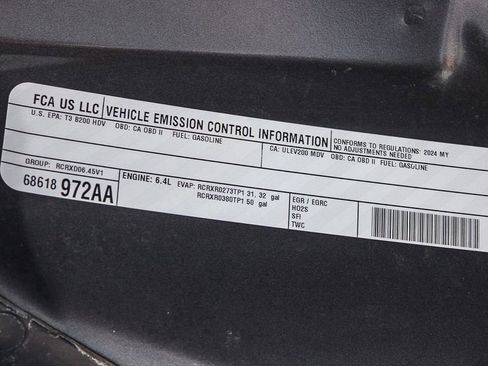 FCA US LLC VEHICLE EMISSION CONTROL INFORMATION CONFORMS TO REGULATIONS: 2024 MY
NO ADJUSTMENTS NEEDED
U.S. EPA: T3 B200 HDV OBD: CA OBD II FUEL: GASOLINE
CA: ULEV200 MDV OBD: CA OBD II FUEL: GASOLINE
GROUP: RCRXD06.45V1
68618972AA
ENGINE: 6.4L EVAP: RCRXR0273TP1 31, 32 gal
RCRXR0380TP1 50 gal
EGR / EGRC
HO2S
SFI
TWC